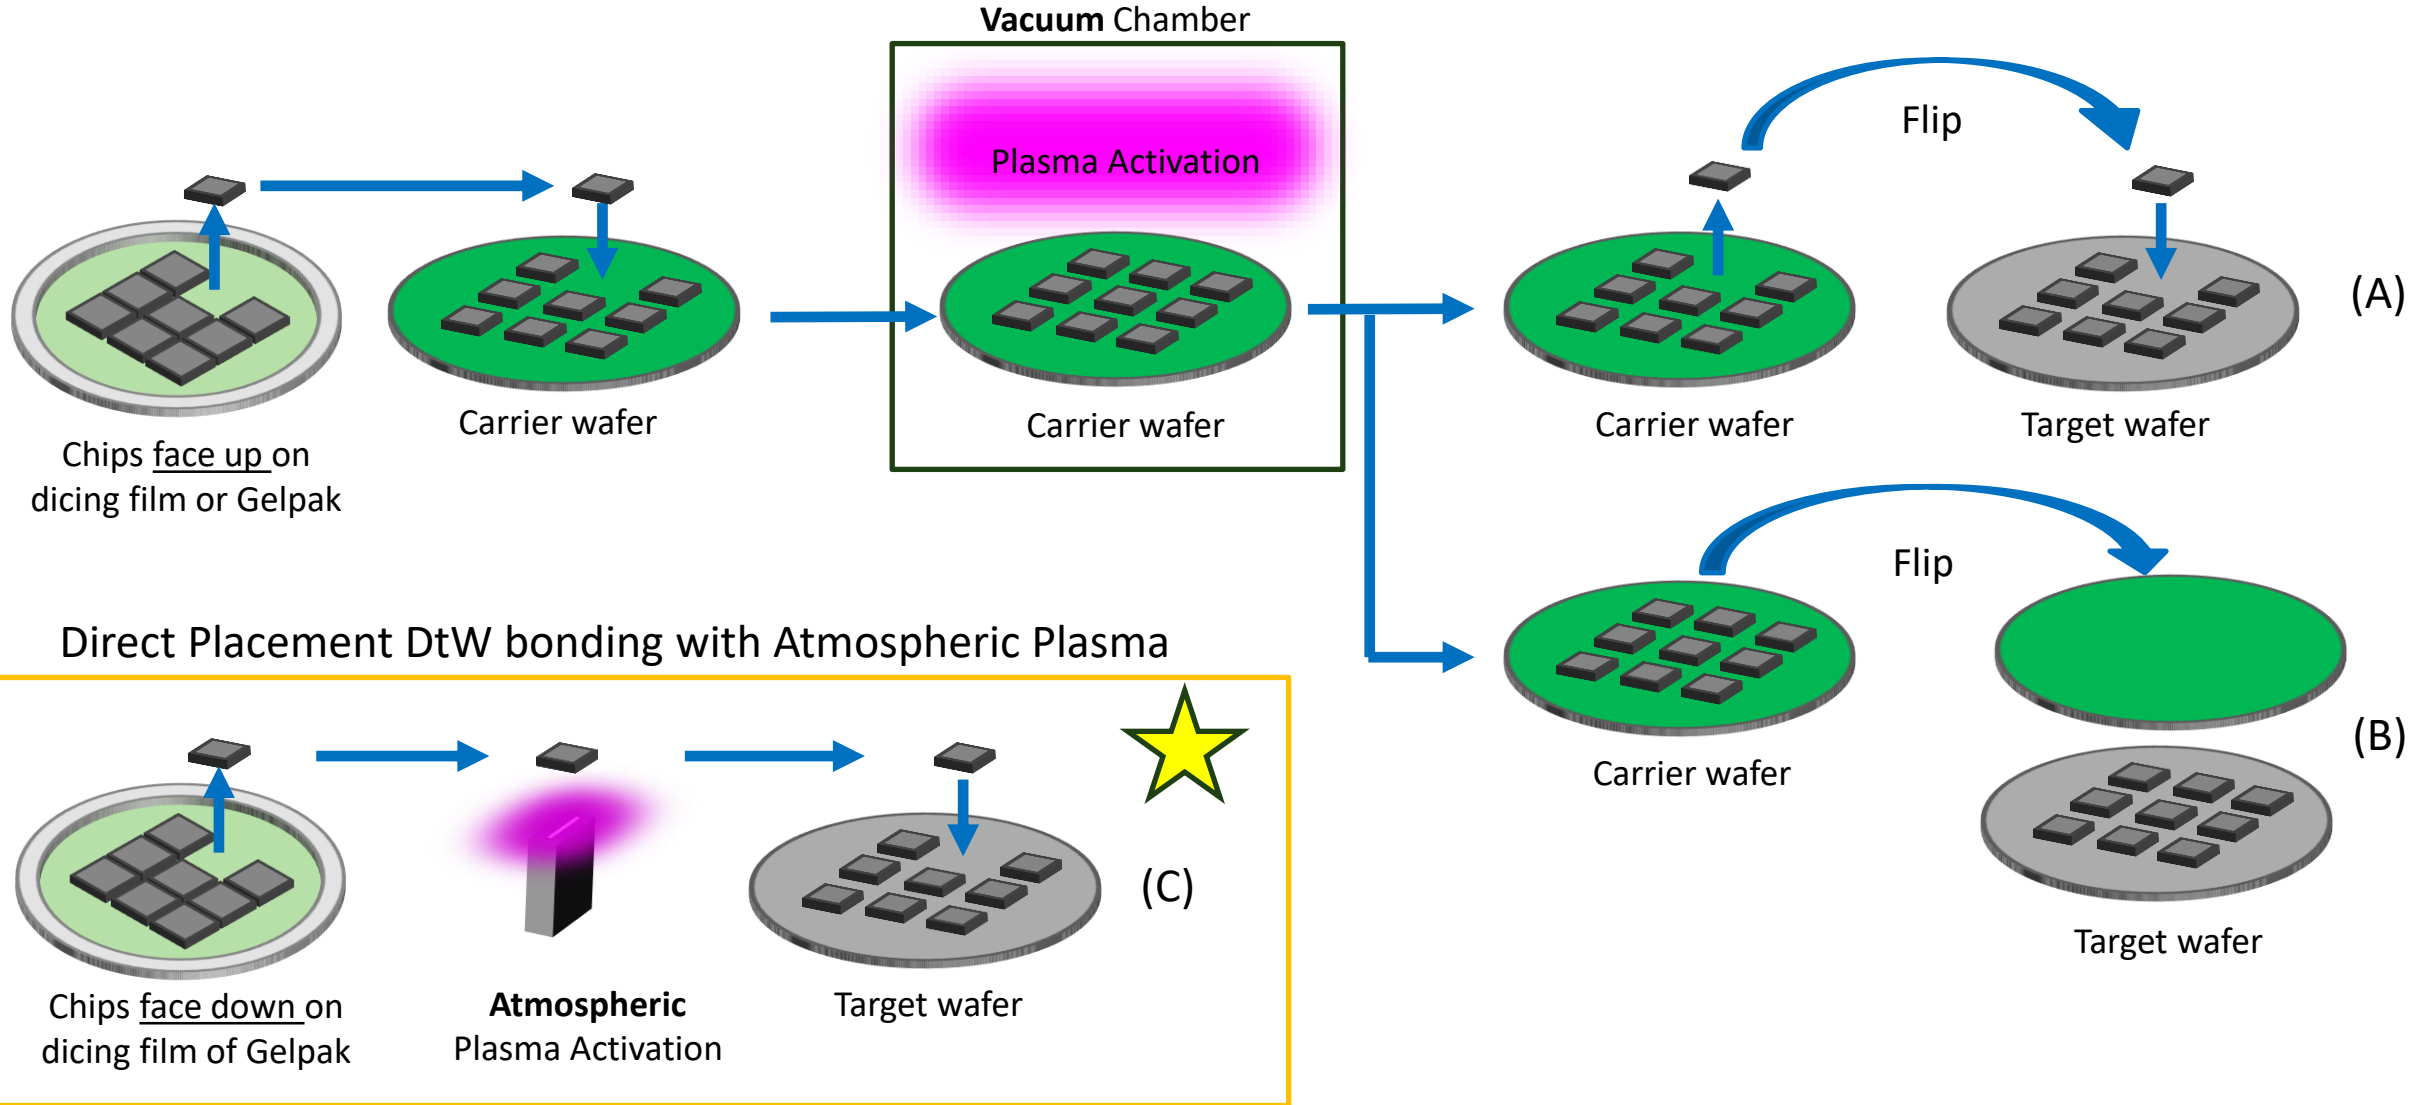 Vacuum Chamber
Plasma Activation
Flip
(A)
Carrier wafer
Carrier wafer
Carrier wafer
Target wafer
Chips face up on
dicing film or Gelpak
Flip
(B)
Carrier wafer
Target wafer
Direct Placement DtW bonding with Atmospheric Plasma
(C)
Chips face down on
dicing film of Gelpak
Atmospheric
Plasma Activation
Target wafer